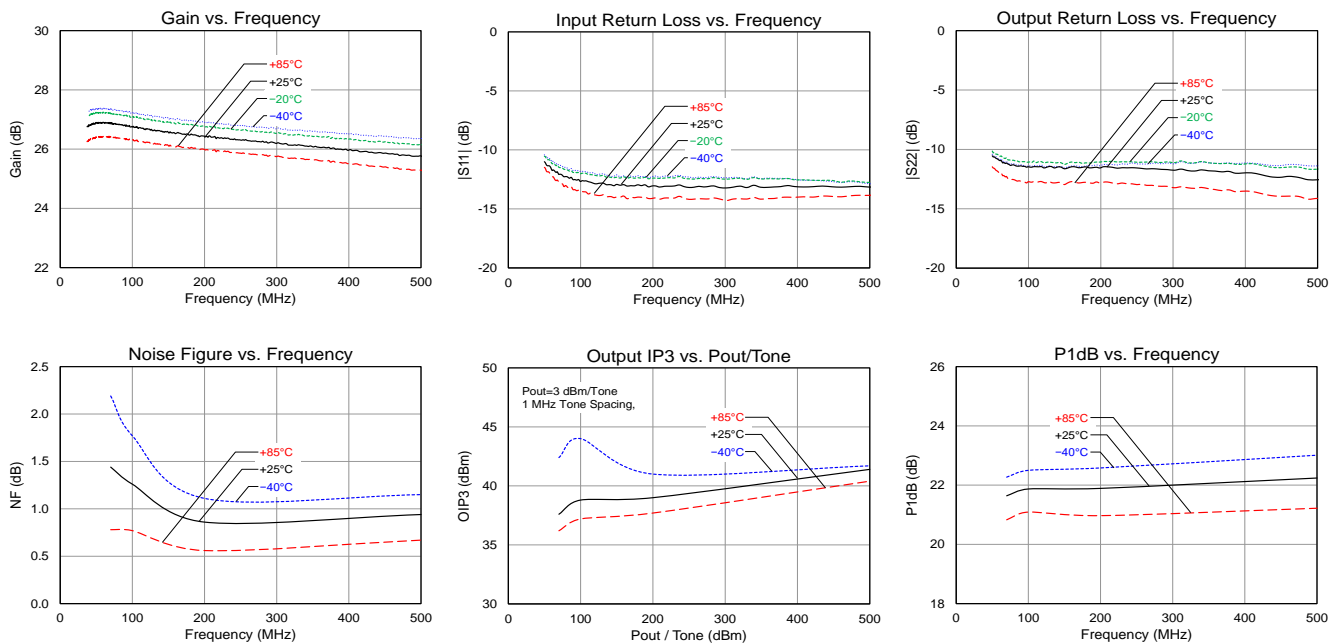 Gain vs. Frequency
30
28
26
24
22
Gain (dB)
+85°C
+25°C
−20°C
−40°C
0
100
200
300
400
500
Frequency (MHz)
Input Return Loss vs. Frequency
0
-5
-10
-15
-20
|S11| (dB)
+85°C
+25°C
−20°C
−40°C
0
100
200
300
400
500
Frequency (MHz)
Output Return Loss vs. Frequency
0
-5
-10
-15
-20
|S22| (dB)
+85°C
+25°C
−20°C
−40°C
0
100
200
300
400
500
Frequency (MHz)
Noise Figure vs. Frequency
2.5
2.0
1.5
1.0
0.5
0.0
NF (dB)
+85°C
+25°C
−40°C
0
100
200
300
400
500
Frequency (MHz)
Output IP3 vs. Pout/Tone
50
45
40
35
30
OIP3 (dBm)
Pout=3 dBm/Tone
1 MHz Tone Spacing,
+85°C
+25°C
−40°C
0
100
200
300
400
500
Pout / Tone (dBm)
P1dB vs. Frequency
26
24
22
20
18
P1dB (dB)
+85°C
+25°C
−40°C
0
100
200
300
400
500
Frequency (MHz)